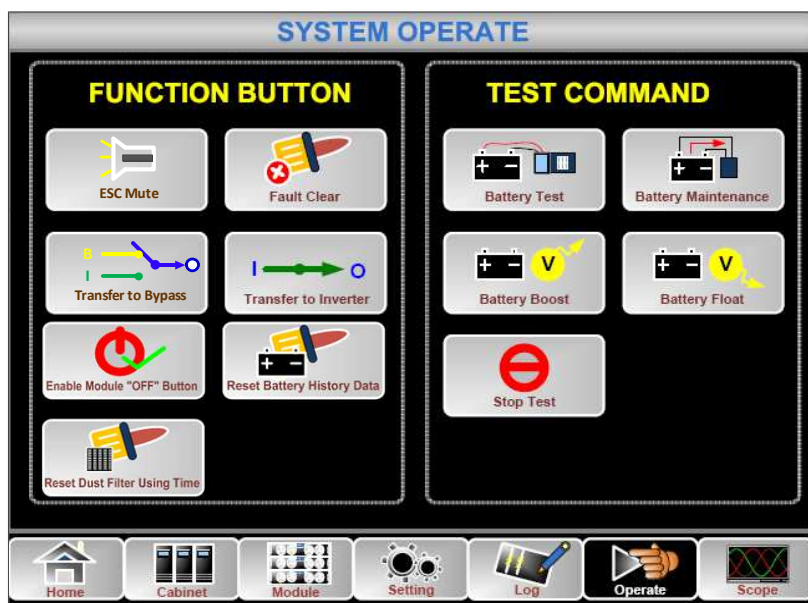 SYSTEM OPERATE
FUNCTION BUTTON
ESC Mute
Fault Clear
B
I
Transfer to Bypass
I O
Transfer to Inverter
Enable Module "OFF" Button
+ -
Reset Battery History Data
Reset Dust Filter Using Time
TEST COMMAND
+ -
Battery Test
+ -
Battery Maintenance
+ - V
Battery Boost
+ - V
Battery Float
Stop Test
Home
Cabinet
Module
Setting
Log
Operate
Scope